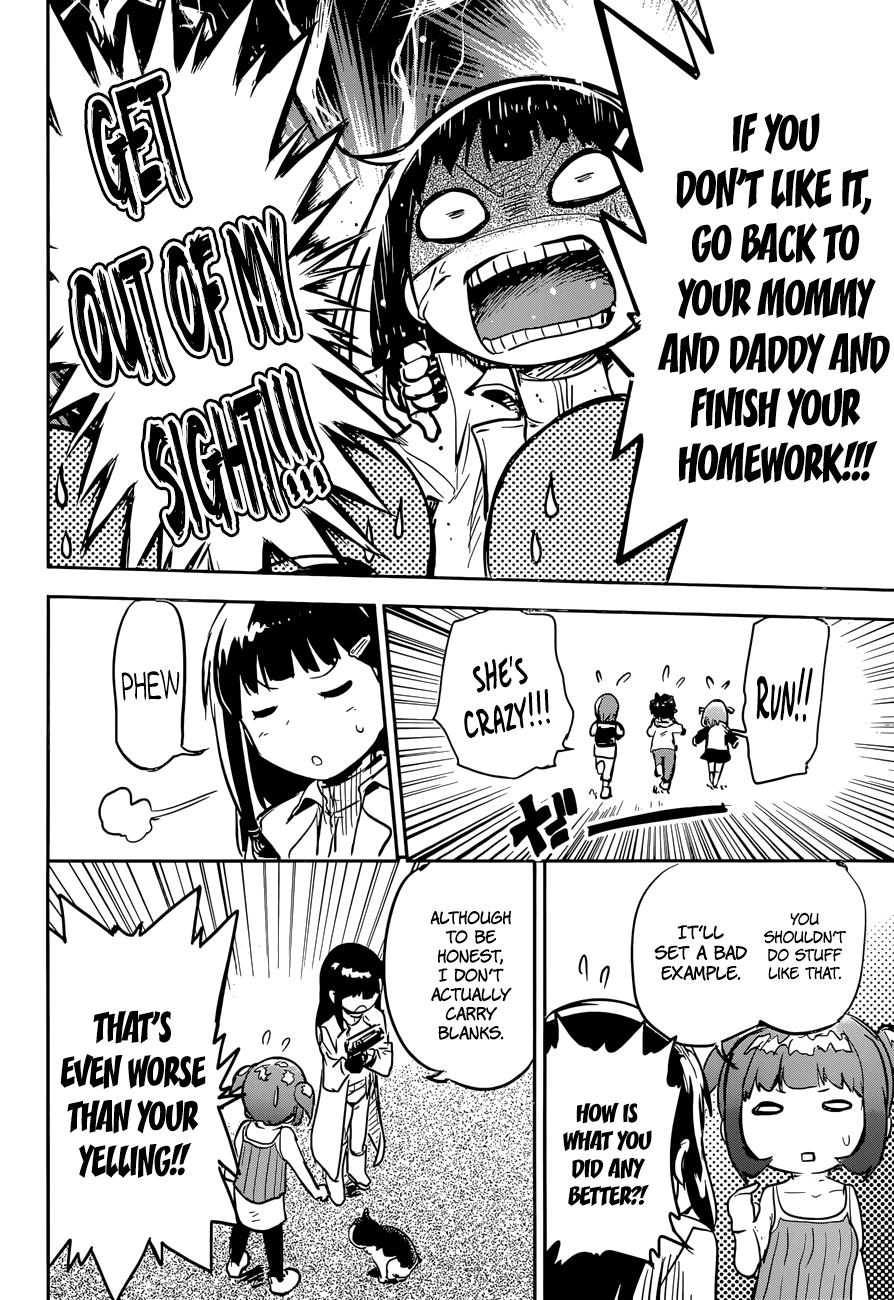 IF YOU
DON'T LIKE IT,
GO BACK TO
YOUR MOMMY
AND DADDY AND
FINISH YOUR
HOMEWORK!!!
GET
OUT OF MY
SIGHT!!!
RUN!!
SHE'S
CRAZY!!!
PHEW
YOU
SHOULDN'T
DO STUFF
LIKE THAT.
IT'LL
SET A BAD
EXAMPLE.
HOW IS
WHAT YOU
DID ANY
BETTER?!
ALTHOUGH
TO BE
HONEST,
I DON'T
ACTUALLY
CARRY
BLANKS.
THAT'S
EVEN WORSE
THAN YOUR
YELLING!!